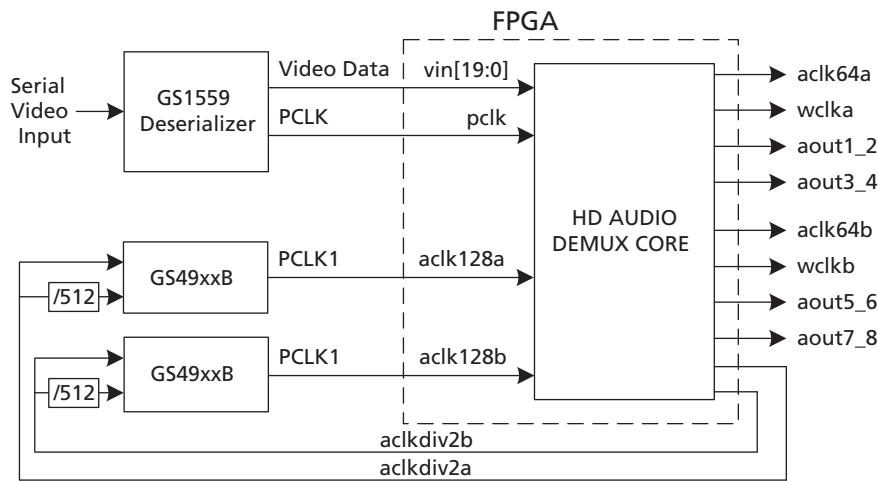 FPGA
Serial
Video
Input
GS1559
Deserializer
Video Data
vin[19:0]
PCLK
pclk
HD AUDIO
DEMUX CORE
aclk64a
wclka
aout1_2
aout3_4
aclk64b
wclkb
aout5_6
aout7_8
/512
GS49xxB
PCLK1
aclk128a
/512
GS49xxB
PCLK1
aclk128b
aclkdiv2b
aclkdiv2a